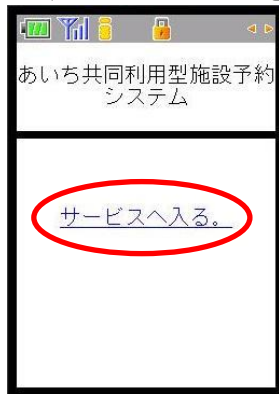 あいち共同利用型施設予約
システム
サービスへ入る。